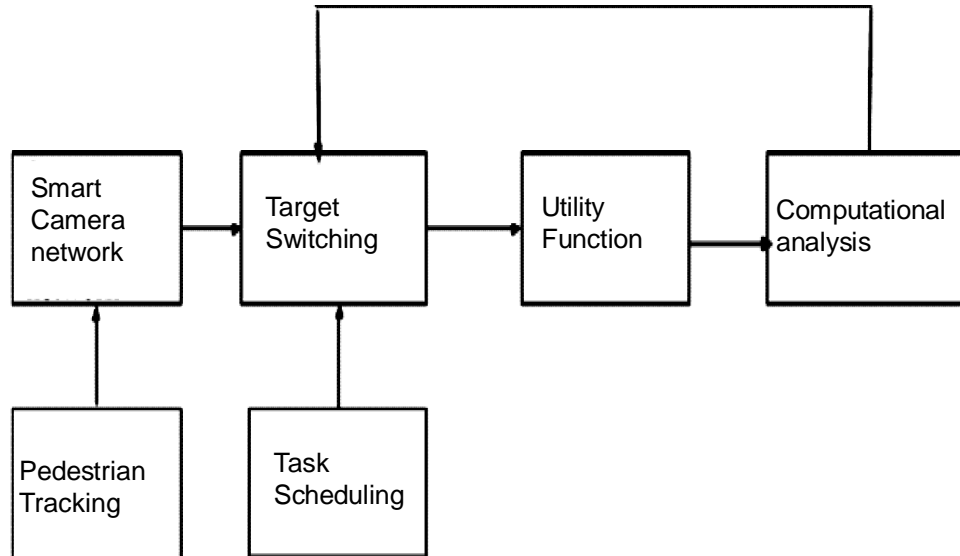 Smart
Camera
network
Target
Switching
Utility
Function
Computational
analysis
Pedestrian
Tracking
Task
Scheduling